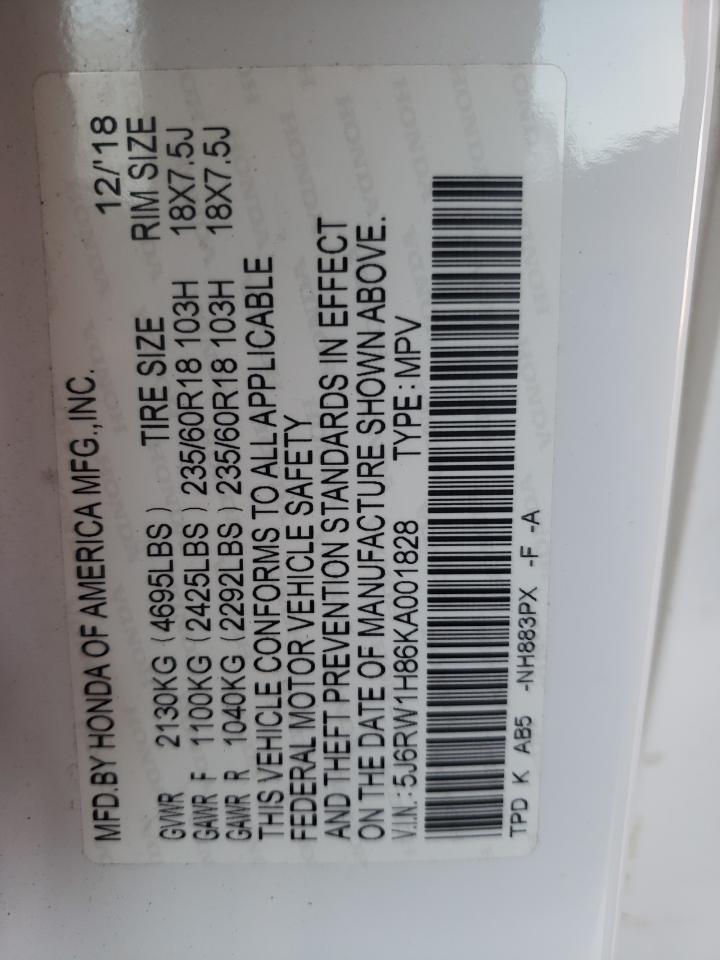 MFD.BY HONDA OF AMERICA MFG.,INC. 12/'18
GVWR 2130KG (4695LBS) TIRE SIZE RIM SIZE
GAWR F 1100KG (2425LBS) 235/60R18 103H 18X7.5J
GAWR R 1040KG (2292LBS) 235/60R18 103H 18X7.5J
THIS VEHICLE CONFORMS TO ALL APPLICABLE
FEDERAL MOTOR VEHICLE SAFETY
AND THEFT PREVENTION STANDARDS IN EFFECT
ON THE DATE OF MANUFACTURE SHOWN ABOVE.
V.I.N.: 5J6RW1H86KA001828 TYPE: MPV
TPD K AB5 -NH883PX -F -A